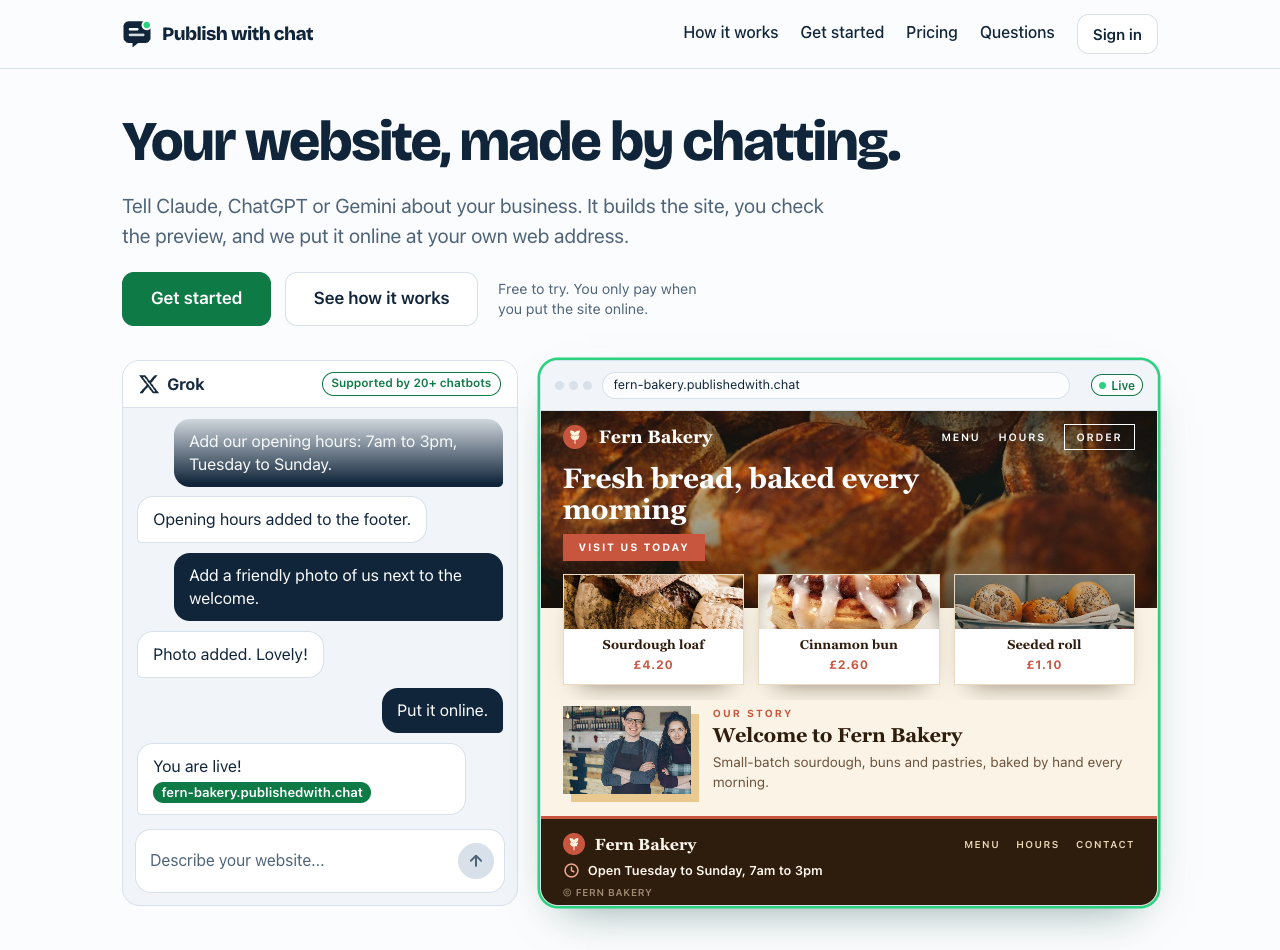 Publish with chat
How it works
Get started
Pricing
Questions
Sign in
Your website, made by chatting.
Tell Claude, ChatGPT or Gemini about your business. It builds the site, you check
the preview, and we put it online at your own web address.
Get started
See how it works
Free to try. You only pay when
you put the site online.
Grok
Supported by 20+ chatbots
Add our opening hours: 7am to 3pm,
Tuesday to Sunday.
Opening hours added to the footer.
Add a friendly photo of us next to the
welcome.
Photo added. Lovely!
Put it online.
You are live!
fern-bakery.publishedwith.chat
Describe your website...
fern-bakery.publishedwith.chat
Live
Fern Bakery
MENU
HOURS
ORDER
Fresh bread, baked every
morning
VISIT US TODAY
Sourdough loaf
£4.20
Cinnamon bun
£2.60
Seeded roll
£1.10
OUR STORY
Welcome to Fern Bakery
Small-batch sourdough, buns and pastries, baked by hand every
morning.
Fern Bakery
MENU
HOURS
CONTACT
Open Tuesday to Sunday, 7am to 3pm
© FERN BAKERY